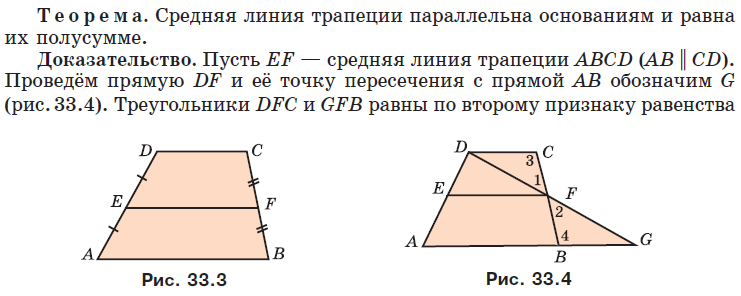 Теорема. Средняя линия трапеции параллельна основаниям и равна
их полусумме.
Доказательство. Пусть EF — средняя линия трапеции ABCD (AB ∥ CD).
Проведём прямую DF и её точку пересечения с прямой AB обозначим G
(рис. 33.4). Треугольники DFC и GFB равны по второму признаку равенства
D C
E F
A B
Рис. 33.3
D C
3
1
E F
2
4
A B G
Рис. 33.4